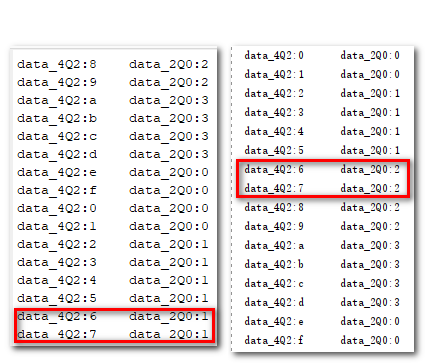 data_4Q2:8 data_2Q0:2
data_4Q2:9 data_2Q0:2
data_4Q2:a data_2Q0:3
data_4Q2:b data_2Q0:3
data_4Q2:c data_2Q0:3
data_4Q2:d data_2Q0:3
data_4Q2:e data_2Q0:0
data_4Q2:f data_2Q0:0
data_4Q2:0 data_2Q0:0
data_4Q2:1 data_2Q0:0
data_4Q2:2 data_2Q0:1
data_4Q2:3 data_2Q0:1
data_4Q2:4 data_2Q0:1
data_4Q2:5 data_2Q0:1
data_4Q2:6 data_2Q0:1
data_4Q2:7 data_2Q0:1
data_4Q2:0 data_2Q0:0
data_4Q2:1 data_2Q0:0
data_4Q2:2 data_2Q0:1
data_4Q2:3 data_2Q0:1
data_4Q2:4 data_2Q0:1
data_4Q2:5 data_2Q0:1
data_4Q2:6 data_2Q0:2
data_4Q2:7 data_2Q0:2
data_4Q2:8 data_2Q0:2
data_4Q2:9 data_2Q0:2
data_4Q2:a data_2Q0:3
data_4Q2:b data_2Q0:3
data_4Q2:c data_2Q0:3
data_4Q2:d data_2Q0:3
data_4Q2:e data_2Q0:0
data_4Q2:f data_2Q0:0